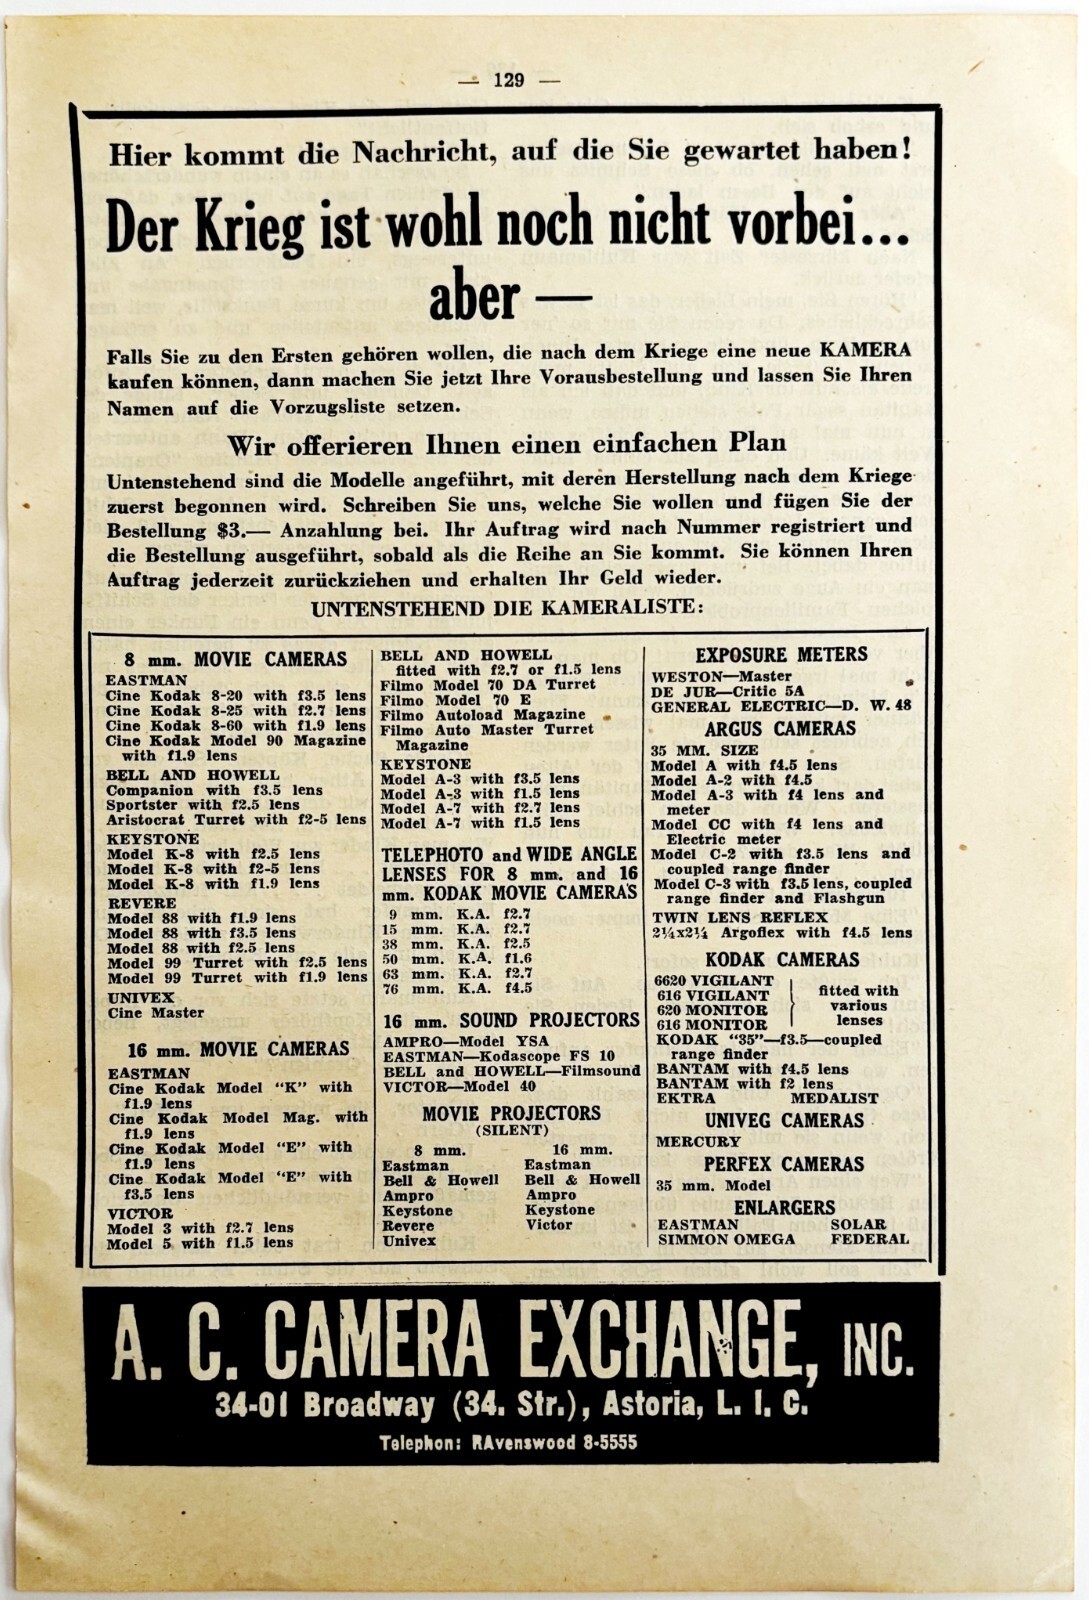 — 129 —
Hier kommt die Nachricht, auf die Sie gewartet haben!
Der Krieg ist wohl noch nicht vorbei...
aber —
Falls Sie zu den Ersten gehören wollen, die nach dem Kriege eine neue KAMERA
kaufen können, dann machen Sie jetzt Ihre Vorausbestellung und lassen Sie Ihren
Namen auf die Vorzugsliste setzen.
Wir offerieren Ihnen einen einfachen Plan
Untenstehend sind die Modelle angeführt, mit deren Herstellung nach dem Kriege
zuerst begonnen wird. Schreiben Sie uns, welche Sie wollen und fügen Sie der
Bestellung $3.— Anzahlung bei. Ihr Auftrag wird nach Nummer registriert und
die Bestellung ausgeführt, sobald als die Reihe an Sie kommt. Sie können Ihren
Auftrag jederzeit zurückziehen und erhalten Ihr Geld wieder.
UNTENSTEHEND DIE KAMERALISTE:
8 mm. MOVIE CAMERAS
EASTMAN
Cine Kodak 8-20 with f3.5 lens
Cine Kodak 8-25 with f2.7 lens
Cine Kodak 8-60 with f1.9 lens
Cine Kodak Model 90 Magazine
with f1.9 lens
BELL AND HOWELL
Companion with f3.5 lens
Sportster with f2.5 lens
Aristocrat Turret with f2-5 lens
KEYSTONE
Model K-8 with f2.5 lens
Model K-8 with f2-5 lens
Model K-8 with f1.9 lens
REVERE
Model 88 with f1.9 lens
Model 88 with f3.5 lens
Model 88 with f2.5 lens
Model 99 Turret with f2.5 lens
Model 99 Turret with f1.9 lens
UNIVEX
Cine Master
16 mm. MOVIE CAMERAS
EASTMAN
Cine Kodak Model "K" with
f1.9 lens
Cine Kodak Model Mag. with
f1.9 lens
Cine Kodak Model "E" with
f1.9 lens
Cine Kodak Model "E" with
f3.5 lens
VICTOR
Model 3 with f2.7 lens
Model 5 with f1.5 lens
BELL AND HOWELL
fitted with f2.7 or f1.5 lens
Filmo Model 70 DA Turret
Filmo Model 70 E
Filmo Autoload Magazine
Filmo Auto Master Turret
Magazine
KEYSTONE
Model A-3 with f3.5 lens
Model A-3 with f1.5 lens
Model A-7 with f2.7 lens
Model A-7 with f1.5 lens
TELEPHOTO and WIDE ANGLE
LENSES FOR 8 mm. and 16
mm. KODAK MOVIE CAMERA'S
9 mm. K.A. f2.7
15 mm. K.A. f2.7
38 mm. K.A. f2.5
50 mm. K.A. f1.6
63 mm. K.A. f2.7
76 mm. K.A. f4.5
16 mm. SOUND PROJECTORS
AMPRO—Model YSA
EASTMAN—Kodascope FS 10
BELL and HOWELL—Filmsound
VICTOR—Model 40
MOVIE PROJECTORS
(SILENT)
8 mm. 16 mm.
Eastman Eastman
Bell & Howell Bell & Howell
Ampro Ampro
Keystone Keystone
Revere Victor
Univex
EXPOSURE METERS
WESTON—Master
DE JUR—Critic 5A
GENERAL ELECTRIC—D. W. 48
ARGUS CAMERAS
35 MM. SIZE
Model A with f4.5 lens
Model A-2 with f4.5
Model A-3 with f4 lens and
meter
Model CC with f4 lens and
Electric meter
Model C-2 with f3.5 lens and
coupled range finder
Model C-3 with f3.5 lens, coupled
range finder and Flashgun
TWIN LENS REFLEX
2¼x2¼ Argoflex with f4.5 lens
KODAK CAMERAS
6620 VIGILANT
616 VIGILANT
620 MONITOR
616 MONITOR
fitted with
various
lenses
KODAK "35"—f3.5—coupled
range finder
BANTAM with f4.5 lens
BANTAM with f2 lens
EKTRA MEDALIST
UNIVEG CAMERAS
MERCURY
PERFEX CAMERAS
35 mm. Model
ENLARGERS
EASTMAN SOLAR
SIMMON OMEGA FEDERAL
A. C. CAMERA EXCHANGE, INC.
34-01 Broadway (34. Str.), Astoria, L. I. C.
Telephon: RAvenswood 8-5555